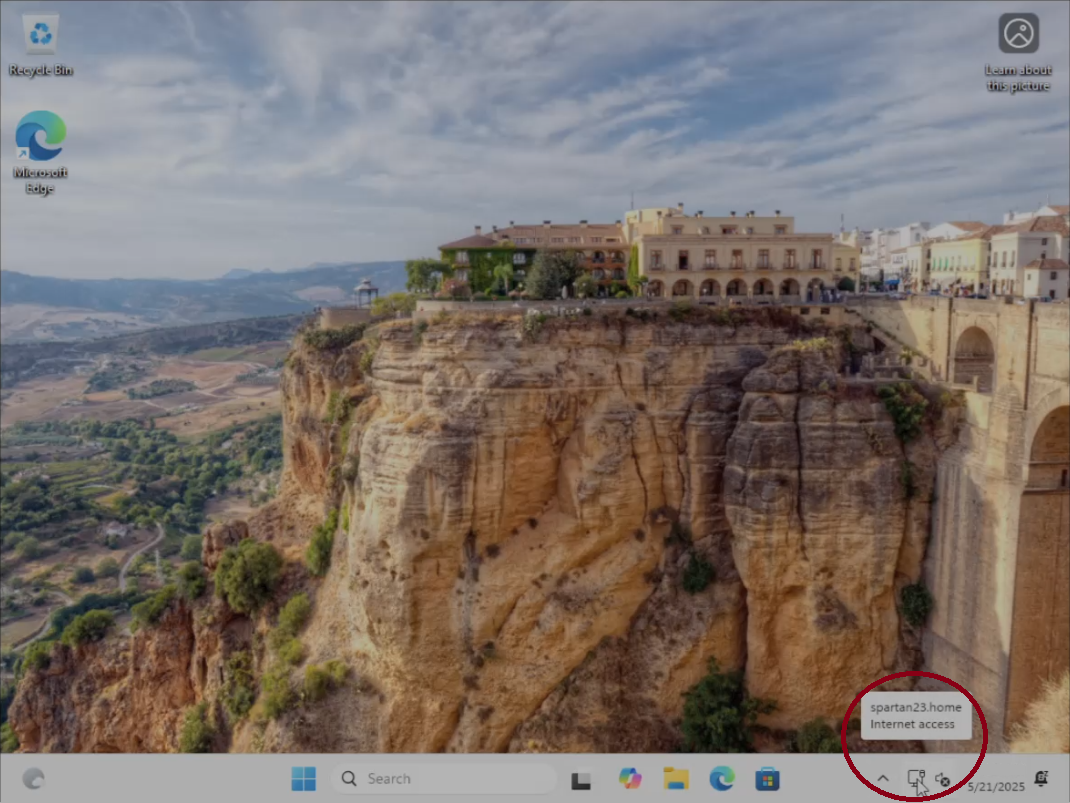 Recycle Bin
Learn about
this picture
Microsoft
Edge
spartan23.home
Internet access
Search
5/21/2025